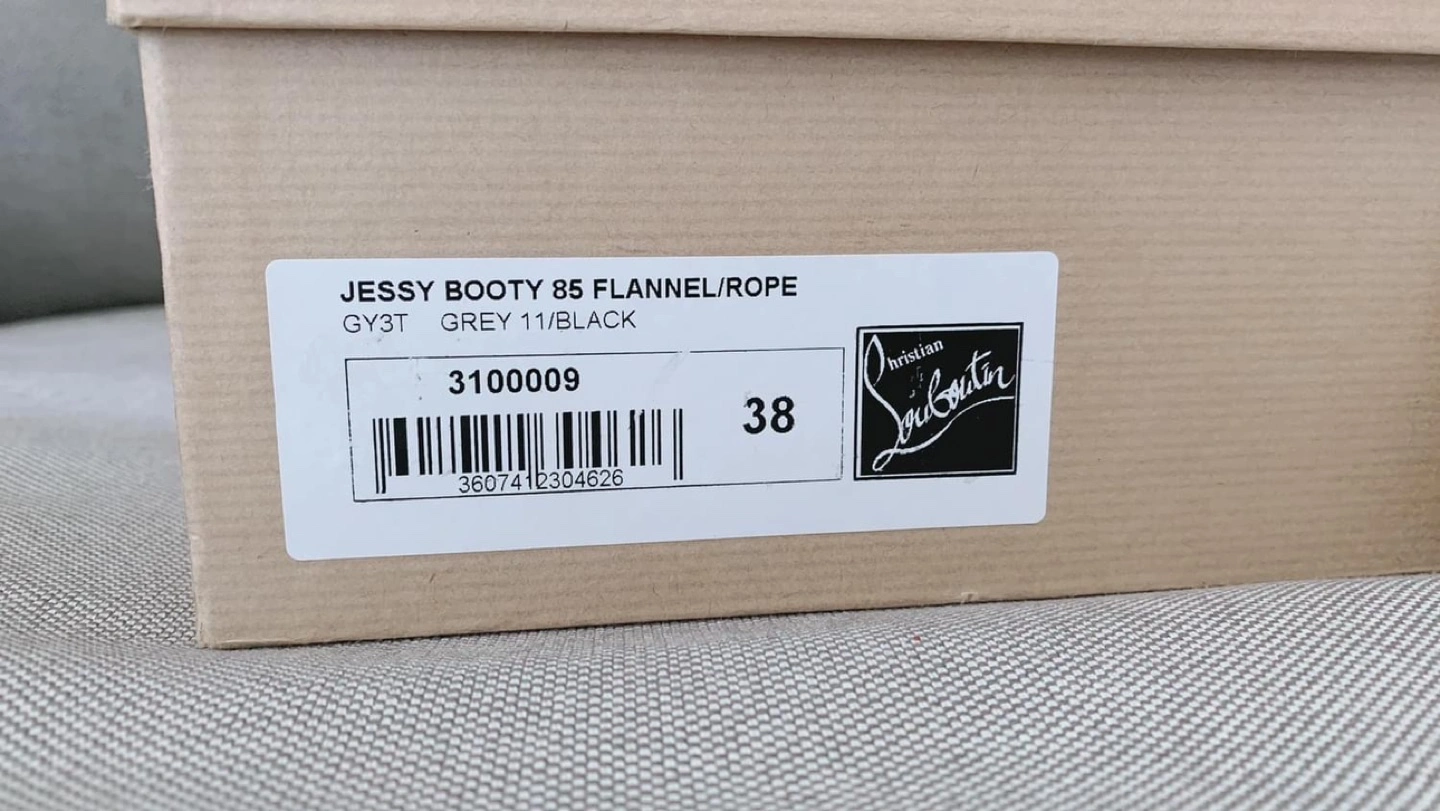 JESSY BOOTY 85 FLANNEL/ROPE
GY3T GREY 11/BLACK
3100009
38
3607412304626
Christian
Louboutin